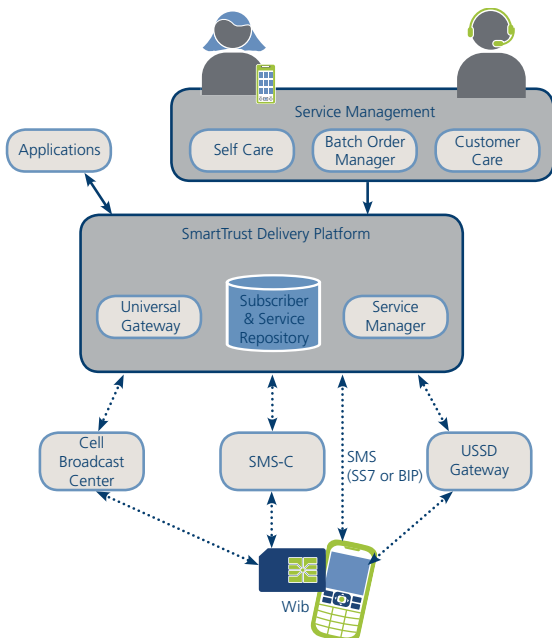 Service Management
Self Care
Batch Order
Manager
Customer
Care
Applications
SmartTrust Delivery Platform
Universal
Gateway
Subscriber
& Service
Repository
Service
Manager
Cell
Broadcast
Center
SMS-C
SMS
(SS7 or BIP)
USSD
Gateway
Wib